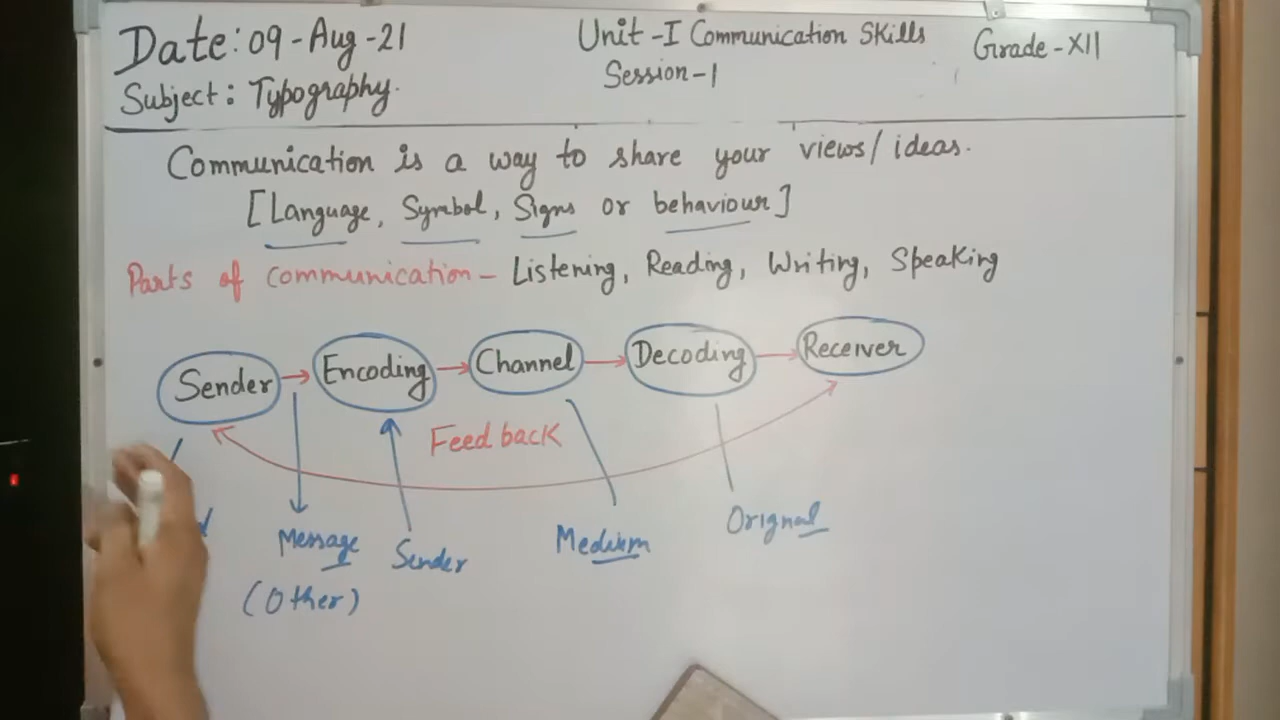 Date: 09-Aug-21
Unit-I Communication Skills
Grade-XII
Subject: Typography.
Session-1
Communication is a way to share your views/ideas.
[Language, Symbol, Signs or behaviour]
Parts of communication - Listening, Reading, Writing, Speaking
Sender → Encoding → Channel → Decoding → Receiver
Feed back
Message
Sender
Medium
Orignal
(Other)